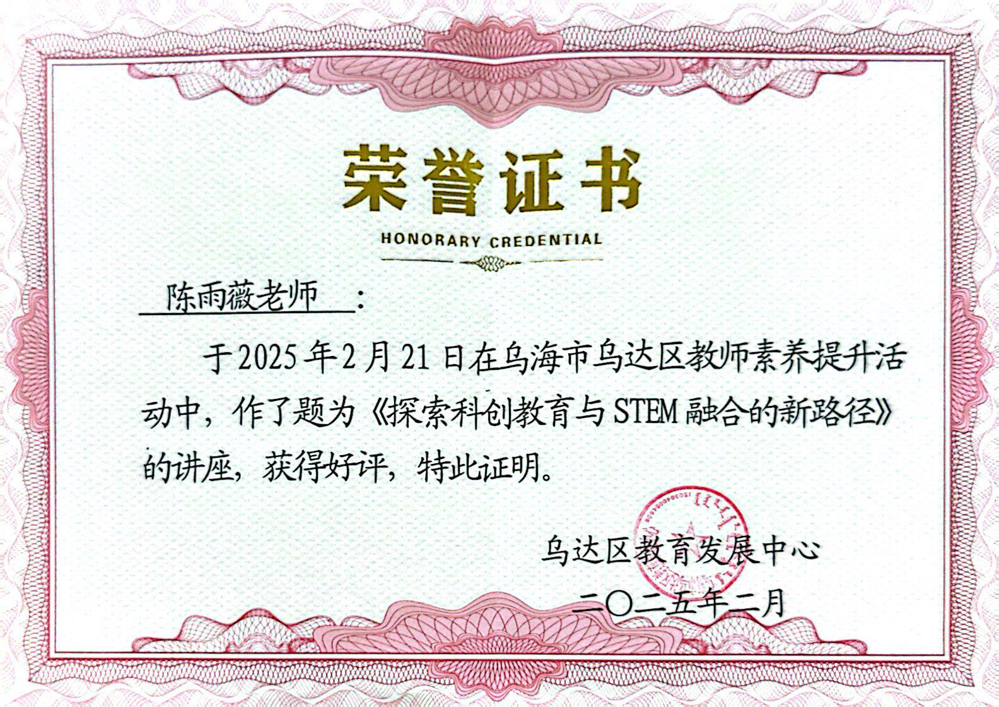 荣誉证书
HONORARY CREDENTIAL
陈雨薇老师：
于2025年2月21日在乌海市乌达区教师素养提升活
动中，作了题为《探索科创教育与STEM融合的新路径》
的讲座，获得好评，特此证明。
乌达区教育发展中心
二〇二五年二月